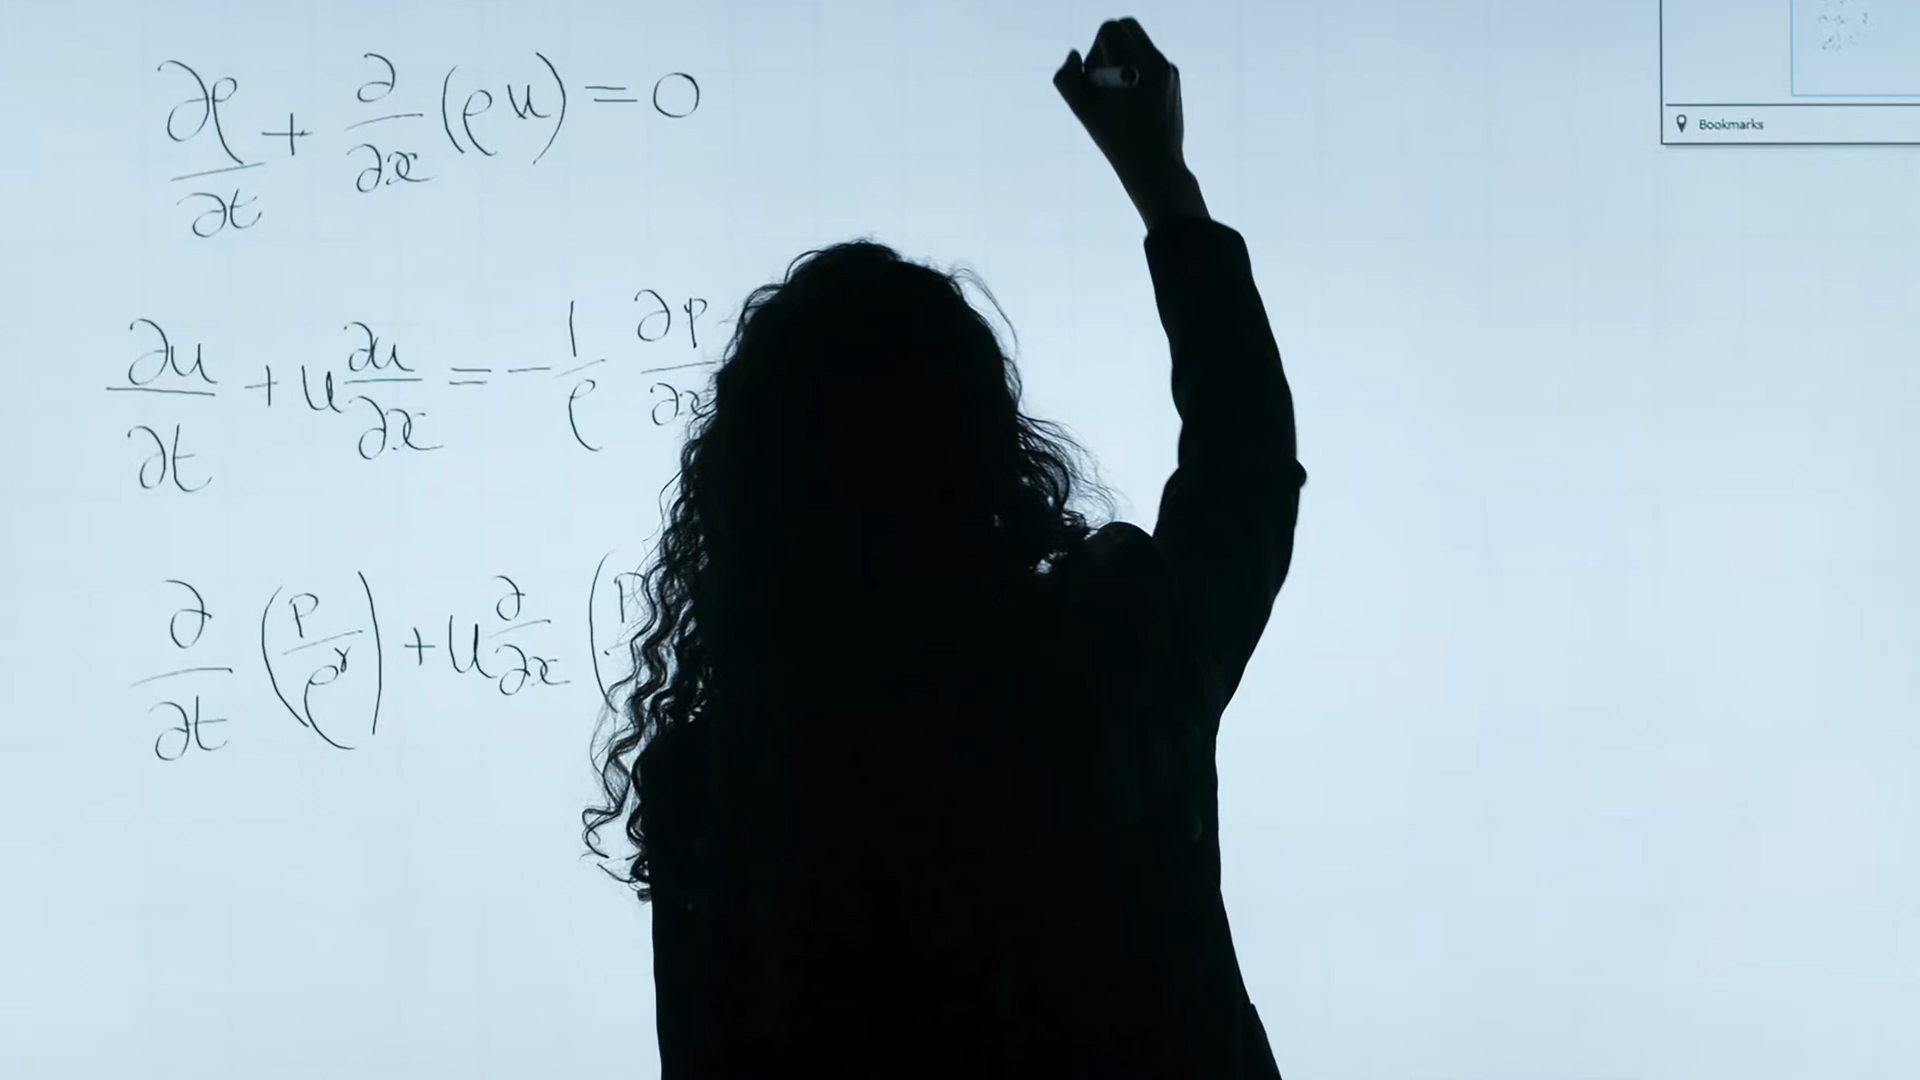 ∂ρ/∂t + ∂/∂x (ρu) = 0
∂u/∂t + u ∂u/∂x = - 1/ρ ∂p/∂x
∂/∂t (p/ρ^γ) + u ∂/∂x (p
Bookmarks